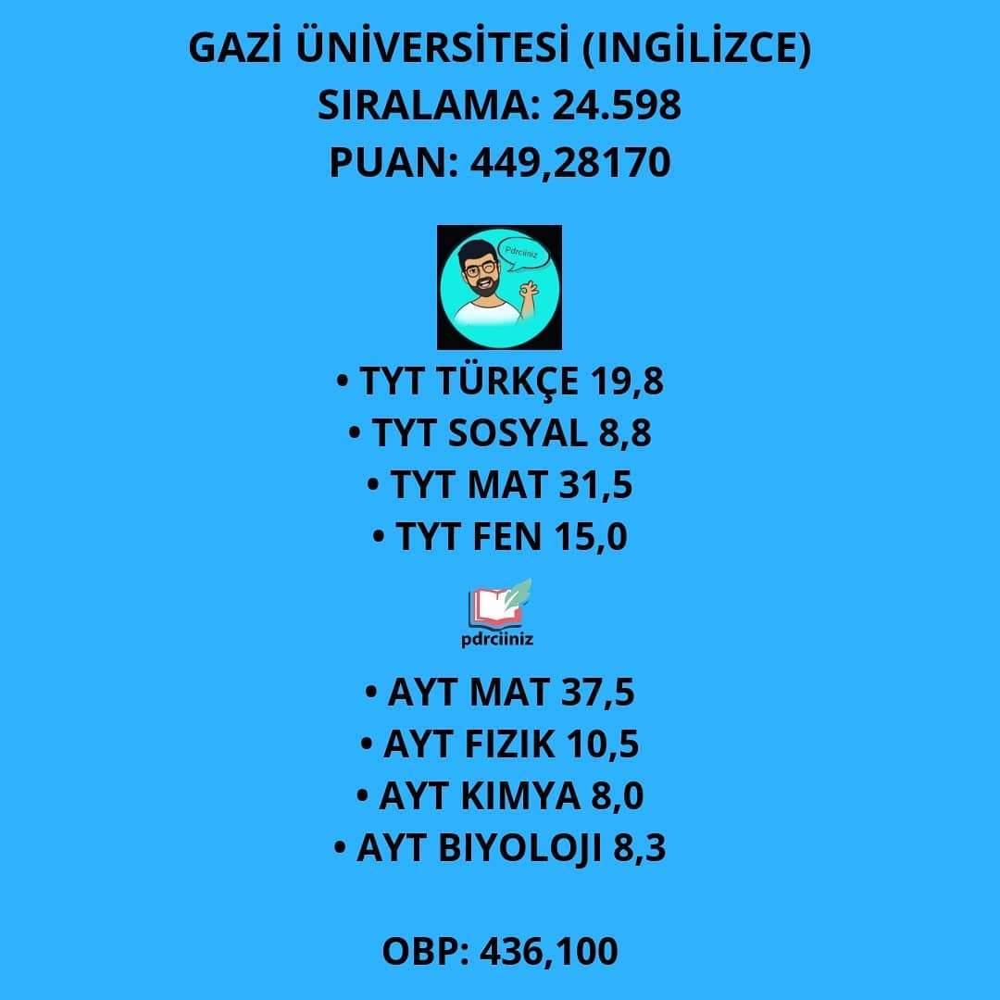 GAZİ ÜNİVERSİTESİ (INGİLİZCE)
SIRALAMA: 24.598
PUAN: 449,28170
Pdrciiniz
• TYT TÜRKÇE 19,8
• TYT SOSYAL 8,8
• TYT MAT 31,5
• TYT FEN 15,0
pdrciiniz
• AYT MAT 37,5
• AYT FIZIK 10,5
• AYT KIMYA 8,0
• AYT BIYOLOJI 8,3
OBP: 436,100